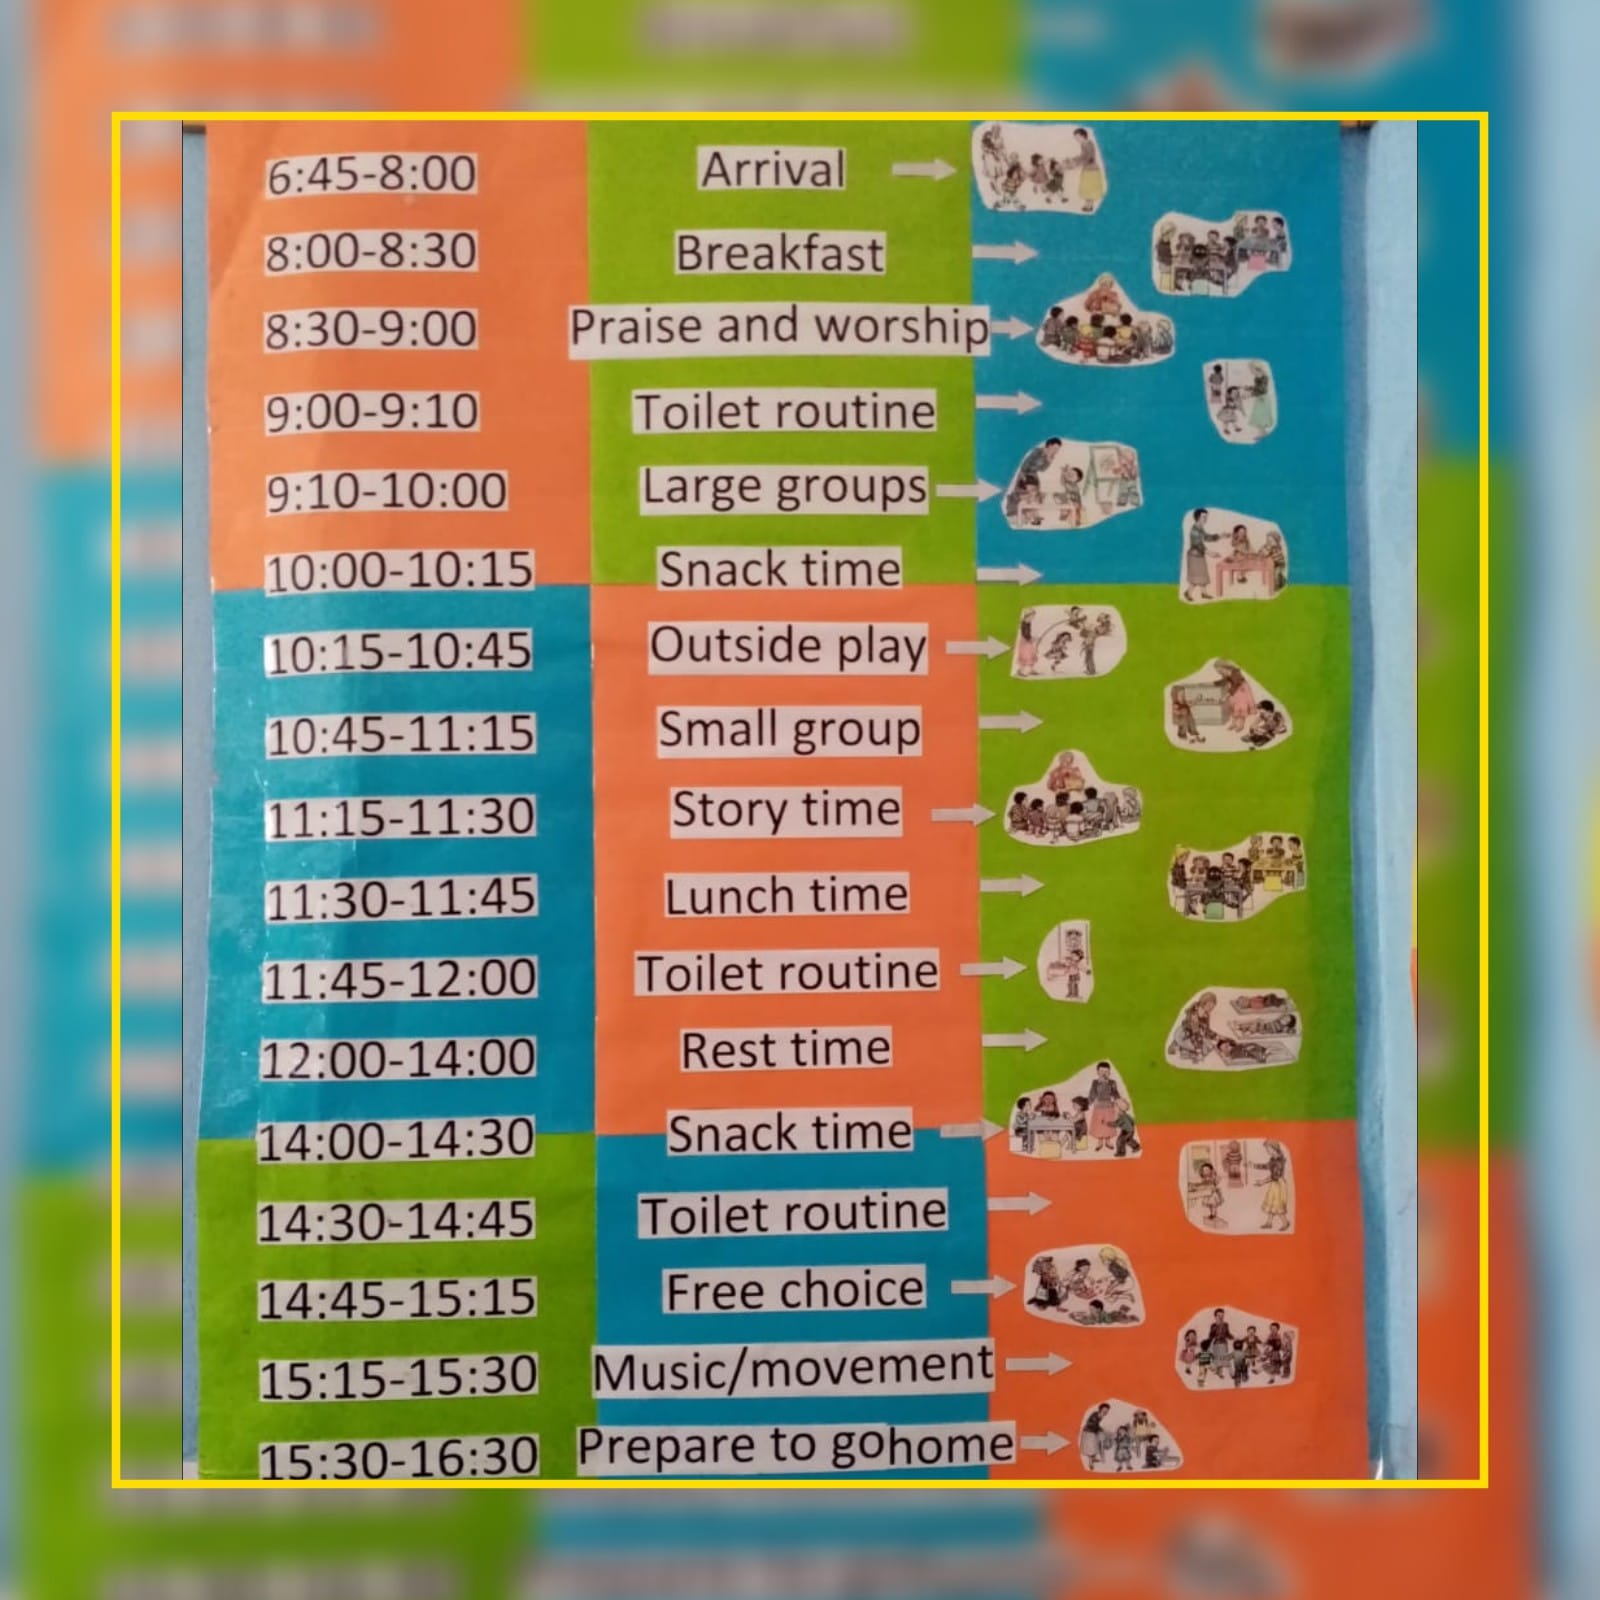 6:45-8:00 Arrival
8:00-8:30 Breakfast
8:30-9:00 Praise and worship
9:00-9:10 Toilet routine
9:10-10:00 Large groups
10:00-10:15 Snack time
10:15-10:45 Outside play
10:45-11:15 Small group
11:15-11:30 Story time
11:30-11:45 Lunch time
11:45-12:00 Toilet routine
12:00-14:00 Rest time
14:00-14:30 Snack time
14:30-14:45 Toilet routine
14:45-15:15 Free choice
15:15-15:30 Music/movement
15:30-16:30 Prepare to go home